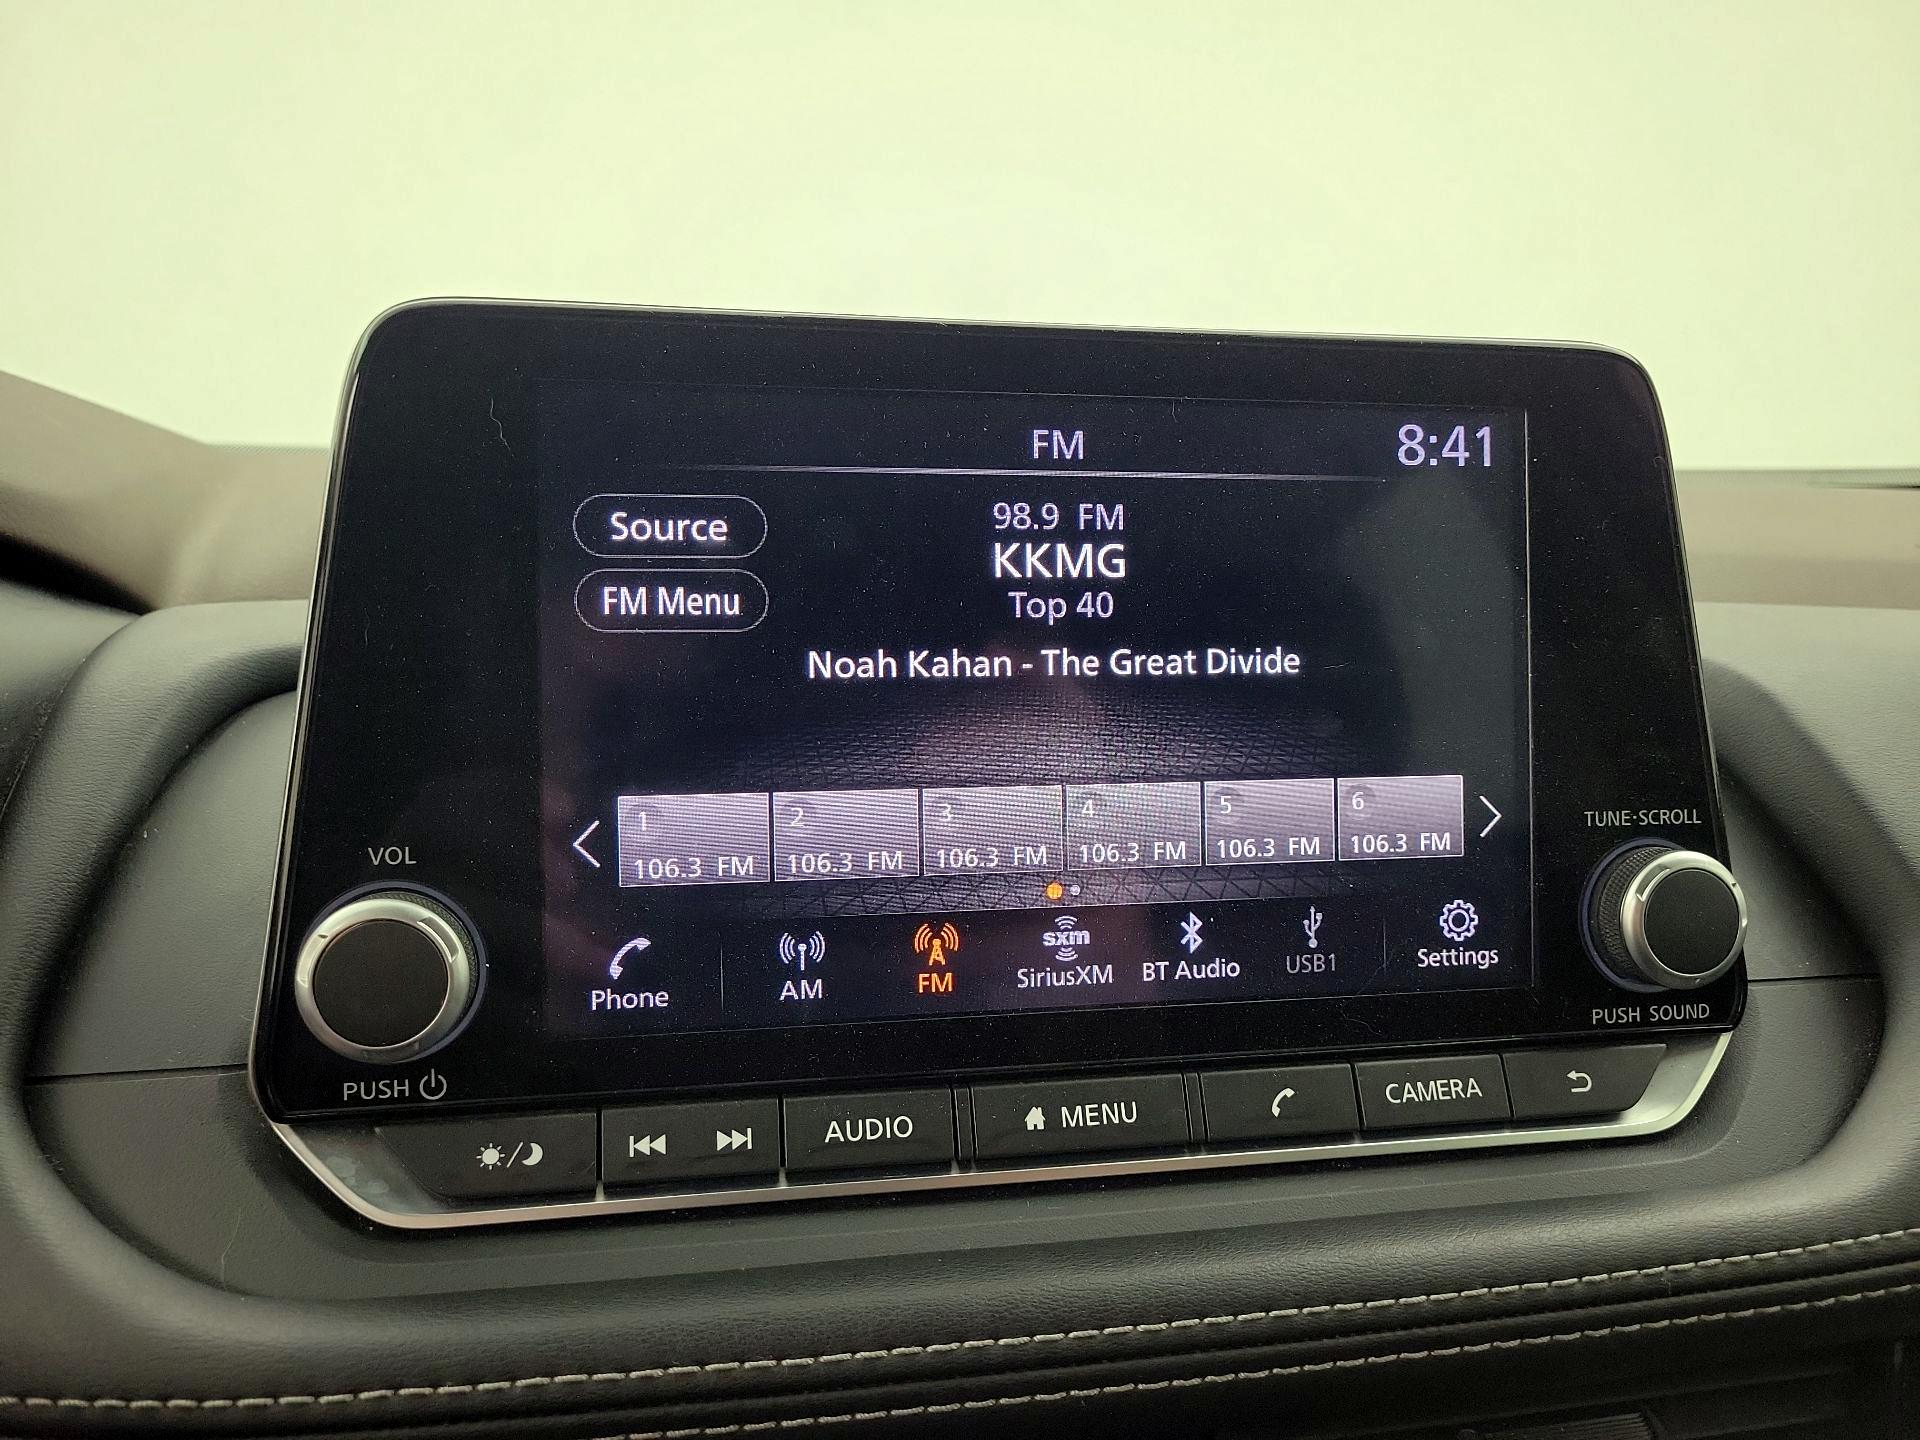 FM
8:41
Source
98.9 FM
KKMG
FM Menu
Top 40
Noah Kahan - The Great Divide
1
106.3 FM
2
106.3 FM
3
106.3 FM
4
106.3 FM
5
106.3 FM
6
106.3 FM
Phone
AM
FM
sxm
SiriusXM
BT Audio
USB1
Settings
VOL
PUSH
TUNE·SCROLL
PUSH SOUND
AUDIO
MENU
CAMERA